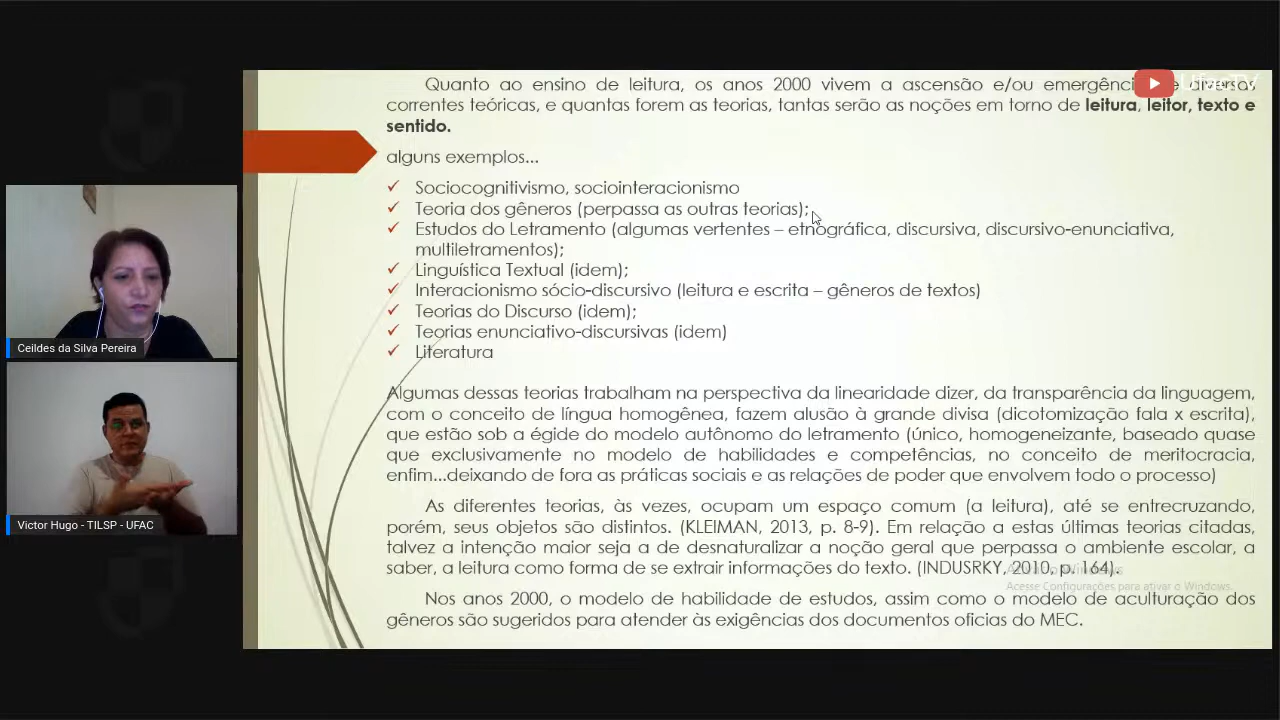 Quanto ao ensino de leitura, os anos 2000 vivem a ascensão e/ou
correntes teóricas, e quantas forem as teorias, tantas serão as noções em torno de leitura, leitor, texto e
sentido.
alguns exemplos...
Sociocognitivismo, sociointeracionismo
Teoria dos gêneros (perpassa as outras teorias);
Estudos do Letramento (algumas vertentes – etnográfica, discursiva, discursivo-enunciativa,
multiletramentos);
Linguística Textual (idem);
Interacionismo sócio-discursivo (leitura e escrita – gêneros de textos)
Teorias do Discurso (idem);
Teorias enunciativo-discursivas (idem)
Literatura
Algumas dessas teorias trabalham na perspectiva da linearidade dizer, da transparência da linguagem,
com o conceito de língua homogênea, fazem alusão à grande divisa (dicotomização fala x escrita),
que estão sob a égide do modelo autônomo do letramento (único, homogeneizante, baseado quase
que exclusivamente no modelo de habilidades e competências, no conceito de meritocracia,
enfim...deixando de fora as práticas sociais e as relações de poder que envolvem todo o processo)
As diferentes teorias, às vezes, ocupam um espaço comum (a leitura), até se entrecruzando,
porém, seus objetos são distintos. (KLEIMAN, 2013, p. 8-9). Em relação a estas últimas teorias citadas,
talvez a intenção maior seja a de desnaturalizar a noção geral que perpassa o ambiente escolar, a
saber, a leitura como forma de se extrair informações do texto. (INDUSRKY, 2010, p. 164).
Nos anos 2000, o modelo de habilidade de estudos, assim como o modelo de aculturação dos
gêneros são sugeridos para atender às exigências dos documentos oficias do MEC.
UfacTV
Acesse Configurações para ativar o Windows.
Ceildes da Silva Pereira
Victor Hugo - TILSP - UFAC